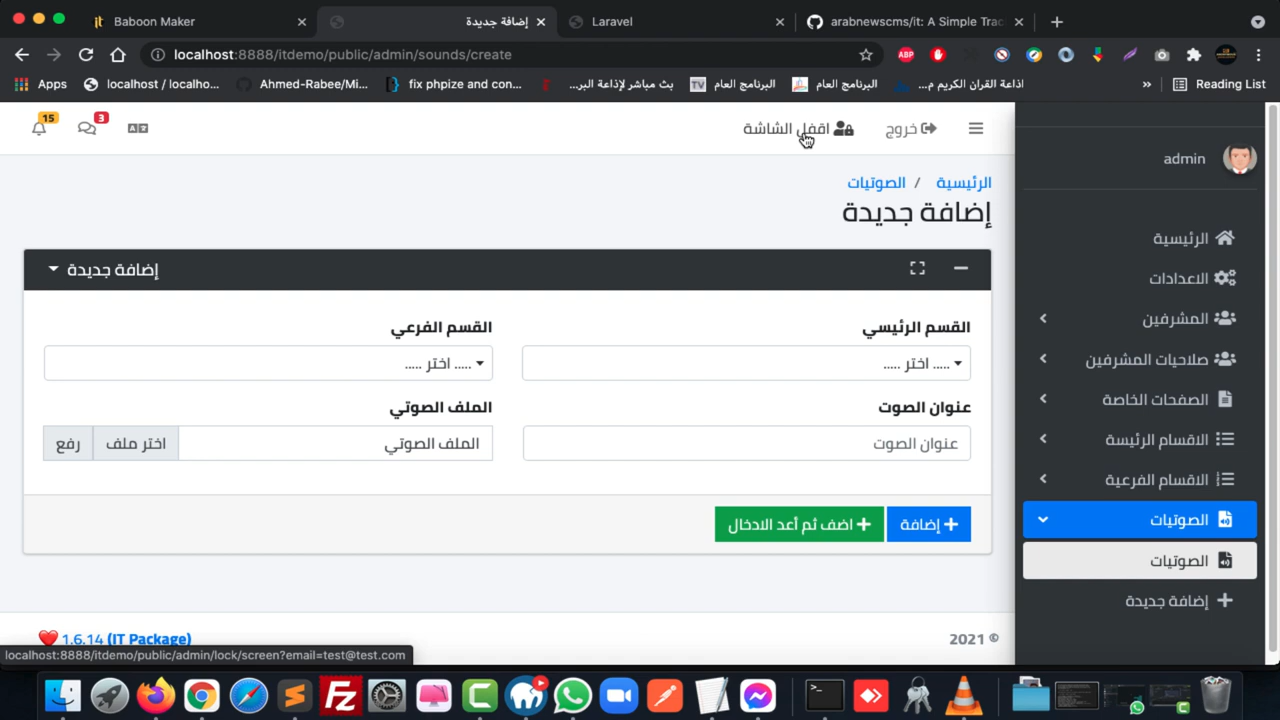 Baboon Maker
إضافة جديدة
Laravel
arabnewscms/it: A Simple Trac
localhost:8888/itdemo/public/admin/sounds/create
ABP
Apps
localhost / localho...
Ahmed-Rabee/Mi...
fix phpize and con...
بث مباشر لإذاعة البر...
TV
البرنامج العام
البرنامج العام
اذاعة القران الكريم م...
»
Reading List
15
3
اقفل الشاشة
خروج
admin
الرئيسية / الصوتيات
إضافة جديدة
إضافة جديدة
القسم الرئيسي
القسم الفرعي
..... اختر .....
..... اختر .....
عنوان الصوت
الملف الصوتي
عنوان الصوت
الملف الصوتي
اختر ملف
رفع
إضافة
اضف ثم أعد الادخال
الرئيسية
الاعدادات
المشرفين
صلاحيات المشرفين
الصفحات الخاصة
الاقسام الرئيسة
الاقسام الفرعية
الصوتيات
الصوتيات
إضافة جديدة
1.6.14 (IT Package)
2021 ©
localhost:8888/itdemo/public/admin/lock/screen?email=test@test.com